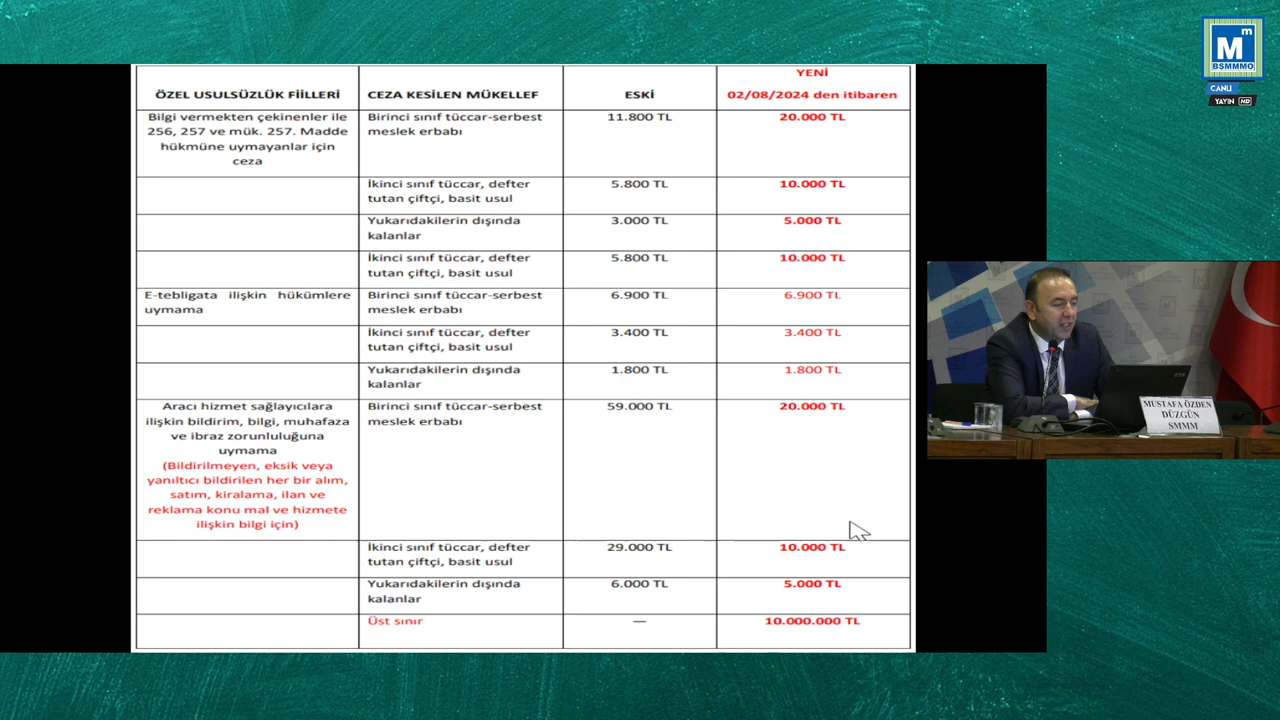 m
M
BSMMMO
CANLI
YAYIN HD
YENİ
ÖZEL USULSÜZLÜK FİİLLERİ CEZA KESİLEN MÜKELLEF ESKİ 02/08/2024 den itibaren
Bilgi vermekten çekinenler ile Birinci sınıf tüccar-serbest 11.800 TL 20.000 TL
256, 257 ve mük. 257. Madde meslek erbabı
hükmüne uymayanlar için
ceza
İkinci sınıf tüccar, defter 5.800 TL 10.000 TL
tutan çiftçi, basit usul
Yukarıdakilerin dışında 3.000 TL 5.000 TL
kalanlar
İkinci sınıf tüccar, defter 5.800 TL 10.000 TL
tutan çiftçi, basit usul
E-tebligata ilişkin hükümlere Birinci sınıf tüccar-serbest 6.900 TL 6.900 TL
uymama meslek erbabı
İkinci sınıf tüccar, defter 3.400 TL 3.400 TL
tutan çiftçi, basit usul
Yukarıdakilerin dışında 1.800 TL 1.800 TL
kalanlar
Aracı hizmet sağlayıcılara Birinci sınıf tüccar-serbest 59.000 TL 20.000 TL
ilişkin bildirim, bilgi, muhafaza meslek erbabı
ve ibraz zorunluluğuna
uymama
(Bildirilmeyen, eksik veya
yanıltıcı bildirilen her bir alım,
satım, kiralama, ilan ve
reklama konu mal ve hizmete
ilişkin bilgi için)
İkinci sınıf tüccar, defter 29.000 TL 10.000 TL
tutan çiftçi, basit usul
Yukarıdakilerin dışında 6.000 TL 5.000 TL
kalanlar
Üst sınır — 10.000.000 TL
MUSTAFA ÖZDEN
DÜZGÜN
SMMM